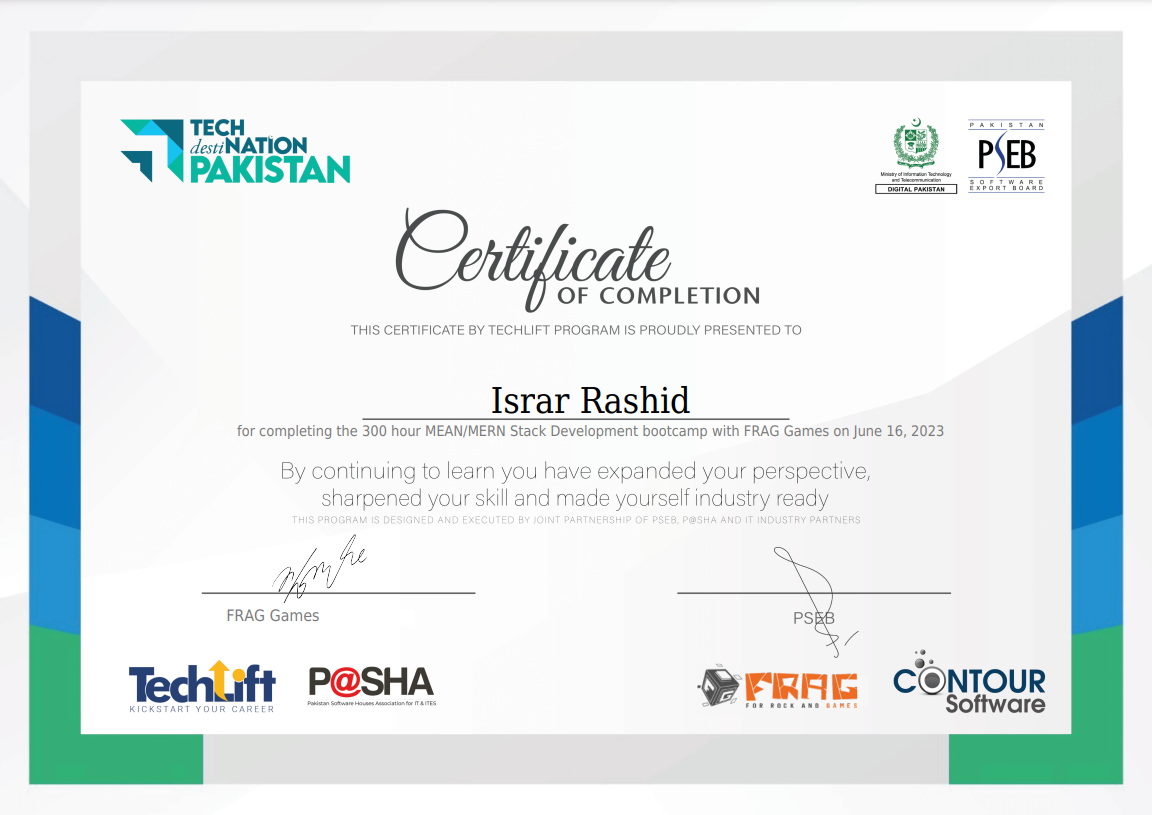 TECH
destiNATION
PAKISTAN
Ministry of Information Technology
and Telecommunication
DIGITAL PAKISTAN
PAKISTAN
PSEB
SOFTWARE
EXPORT BOARD
Certificate
OF COMPLETION
THIS CERTIFICATE BY TECHLIFT PROGRAM IS PROUDLY PRESENTED TO
Israr Rashid
for completing the 300 hour MEAN/MERN Stack Development bootcamp with FRAG Games on June 16, 2023
By continuing to learn you have expanded your perspective,
sharpened your skill and made yourself industry ready
THIS PROGRAM IS DESIGNED AND EXECUTED BY JOINT PARTNERSHIP OF PSEB, P@SHA AND IT INDUSTRY PARTNERS
FRAG Games
PSEB
TechLift
KICKSTART YOUR CAREER
P@SHA
Pakistan Software Houses Association for IT & ITES
FRAG
FOR ROCK AND GAMES
CONTOUR
Software